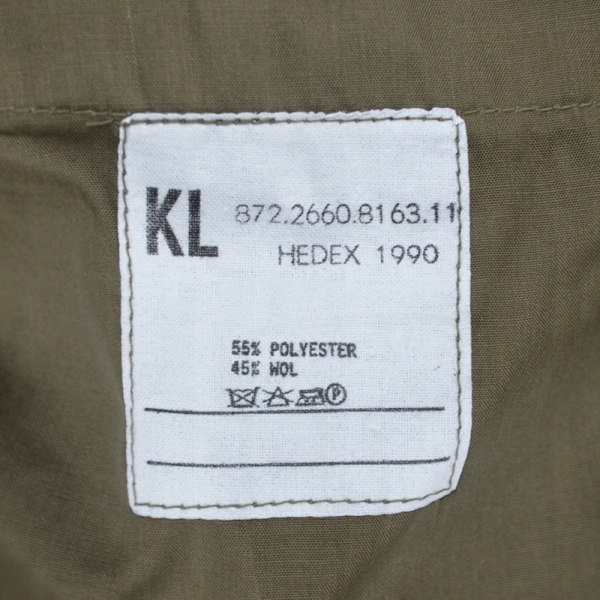 KL 872.2660.8163.11
HEDEX 1990
55% POLYESTER
45% WOL
P